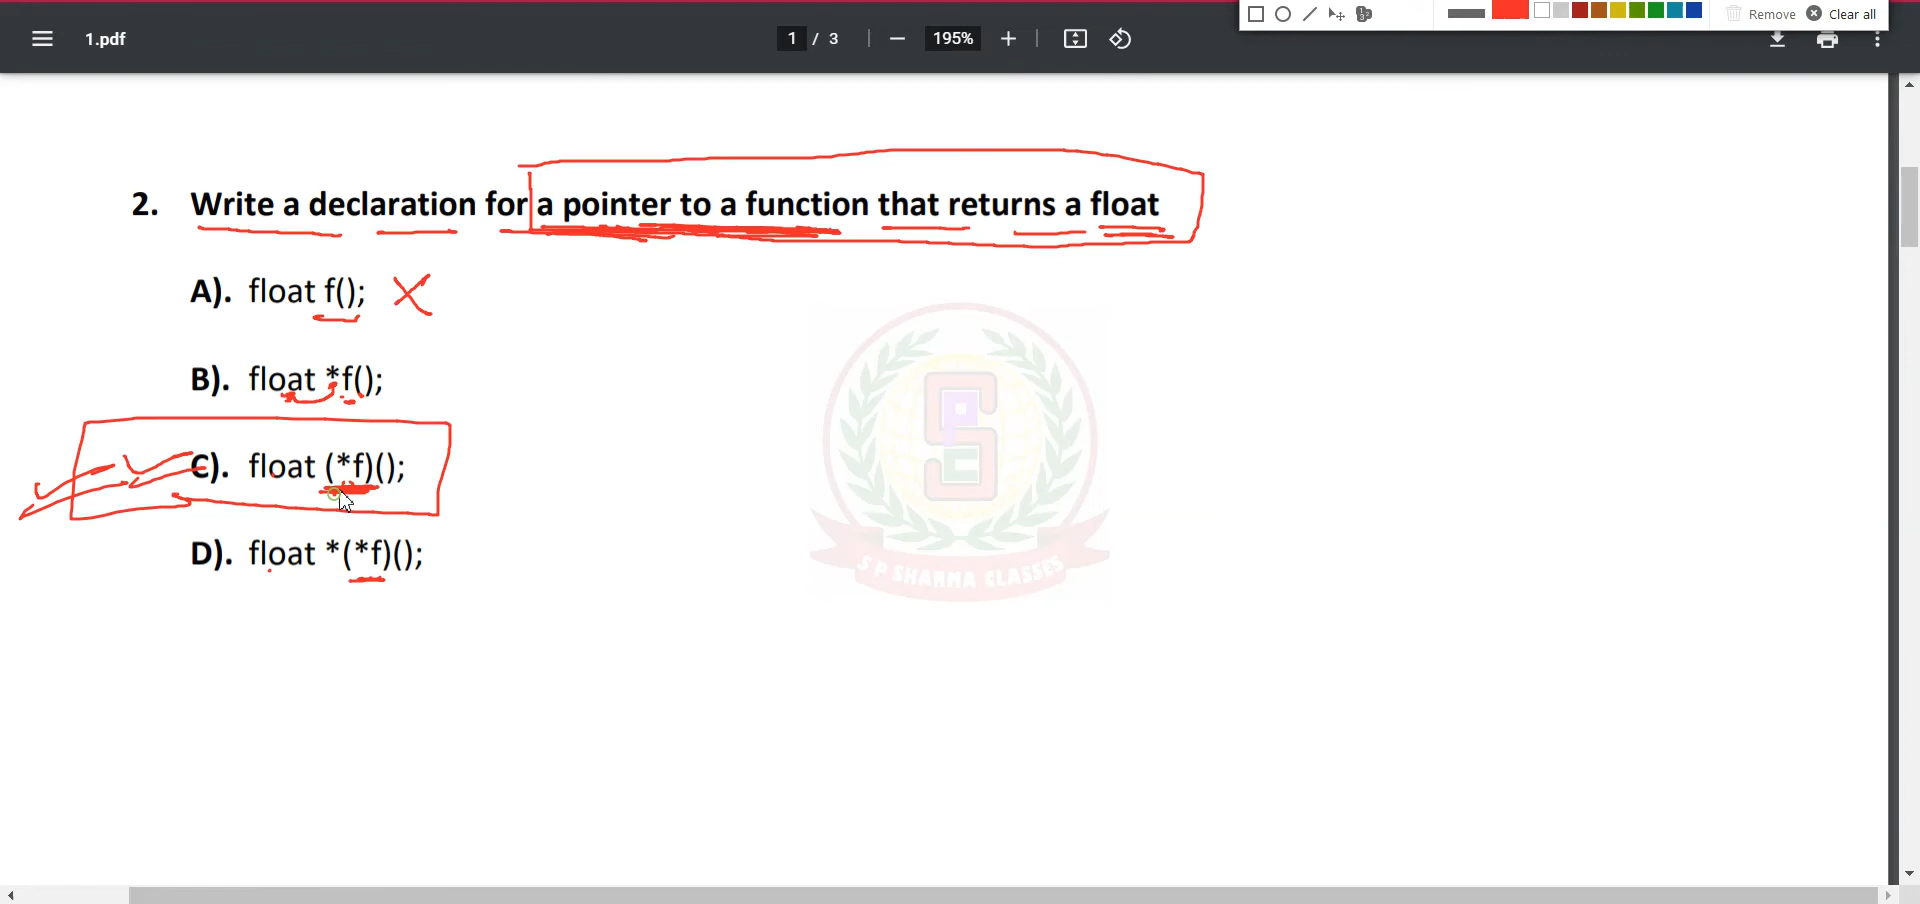 1.pdf
1 / 3
195%
Remove
Clear all
2. Write a declaration for a pointer to a function that returns a float
A). float f();
B). float *f();
C). float (*f)();
D). float *(*f)();
S P C
S P SHARMA CLASSES